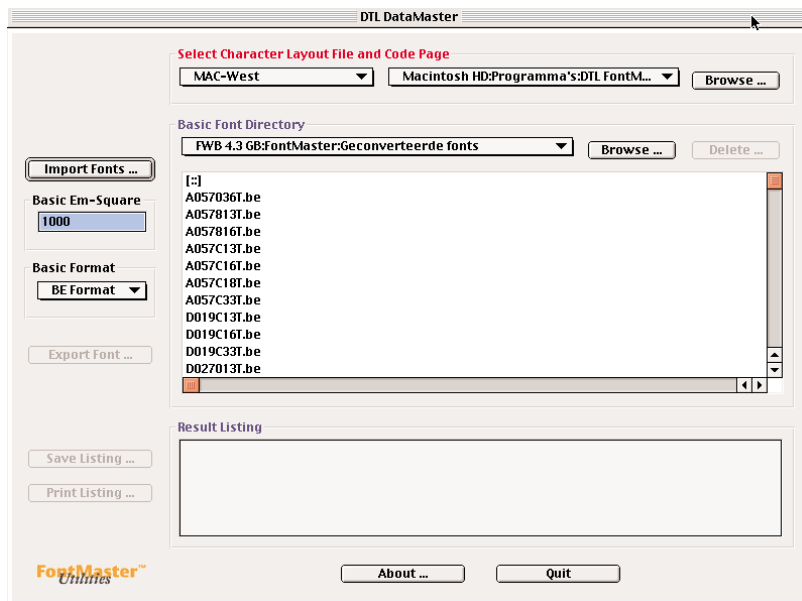 DTL DataMaster
Select Character Layout File and Code Page
MAC-West
Macintosh HD:Programma's:DTL FontM...
Browse ...
Basic Font Directory
FWB 4.3 GB:FontMaster:Geconverteerde fonts
Browse ...
Delete ...
Import Fonts ...
Basic Em-Square
1000
Basic Format
BE Format
Export Font ...
[::]
A057036T.be
A057813T.be
A057816T.be
A057C13T.be
A057C16T.be
A057C18T.be
A057C33T.be
D019C13T.be
D019C16T.be
D019C33T.be
D027013T.be
Result Listing
Save Listing ...
Print Listing ...
FontMaster™
Utilities
About ...
Quit